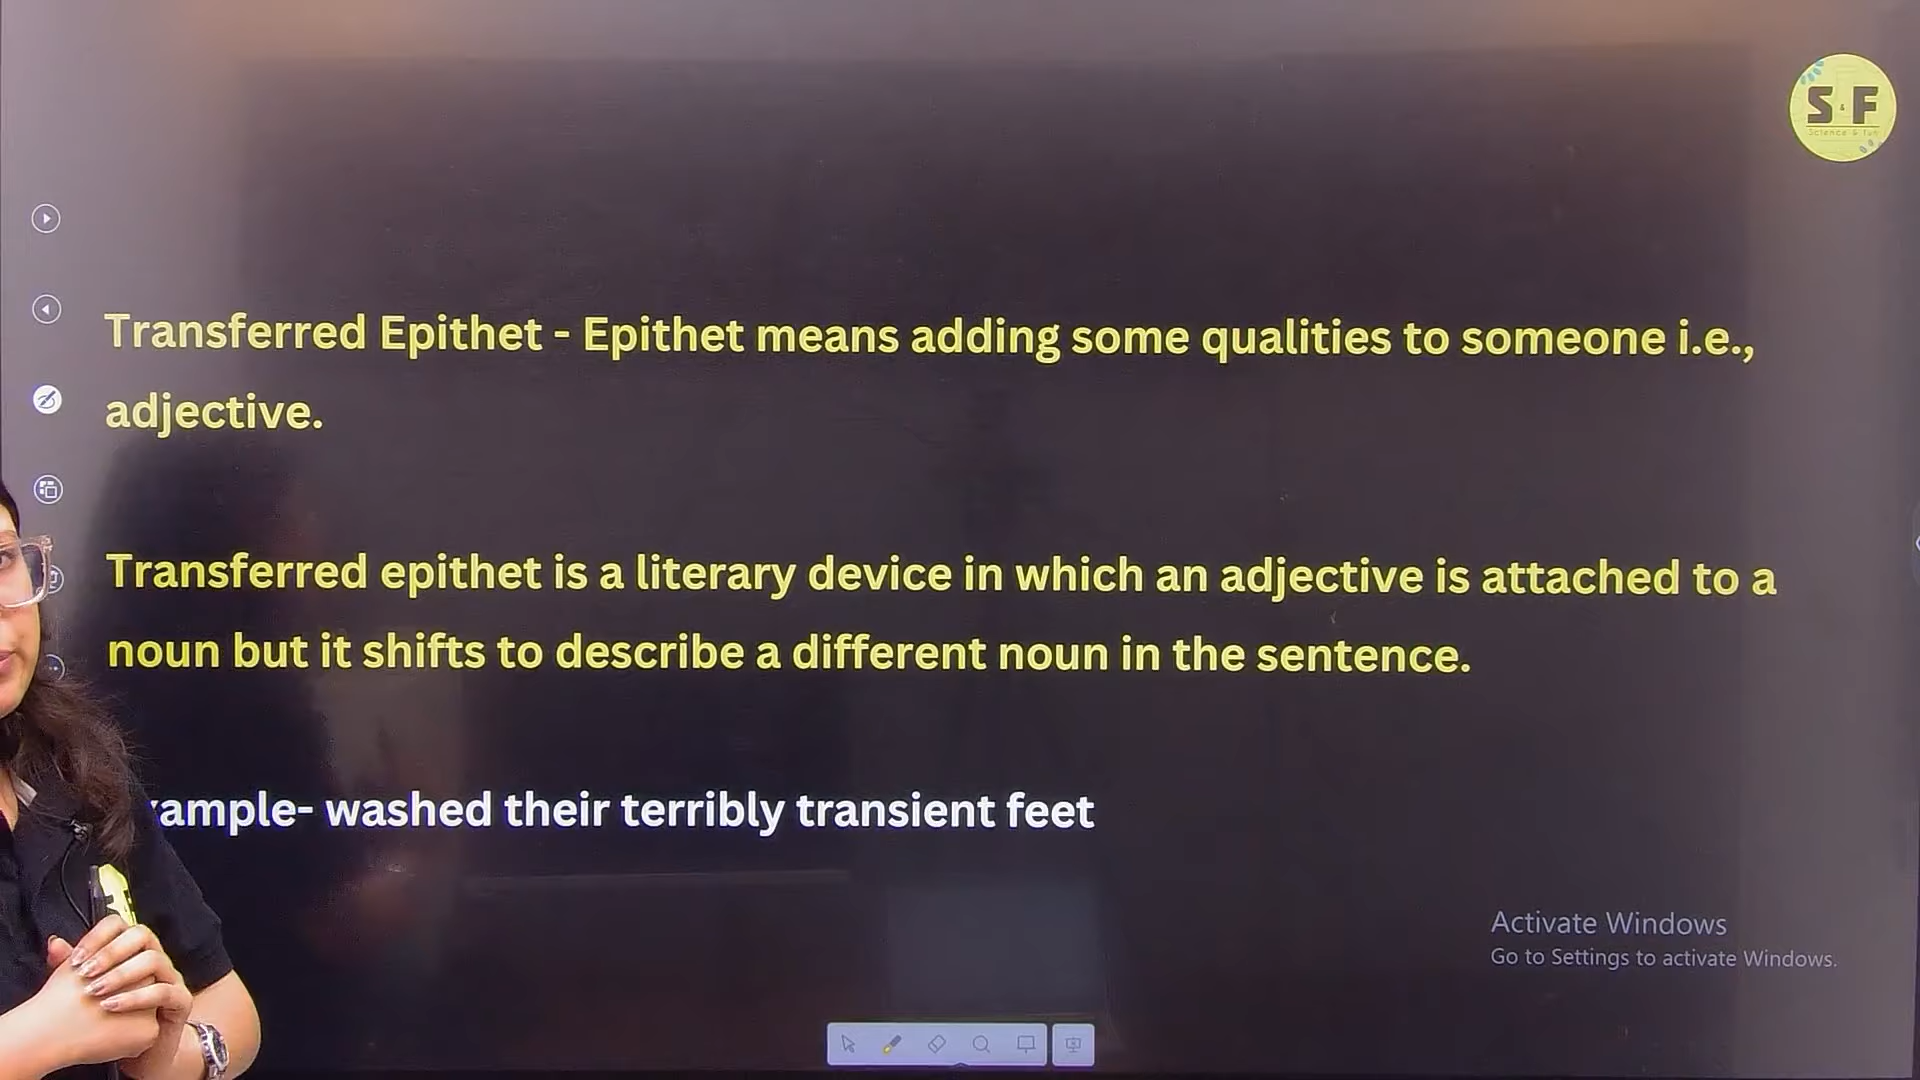 S & F
Science & fun
Transferred Epithet - Epithet means adding some qualities to someone i.e.,
adjective.
Transferred epithet is a literary device in which an adjective is attached to a
noun but it shifts to describe a different noun in the sentence.
ample- washed their terribly transient feet
Activate Windows
Go to Settings to activate Windows.